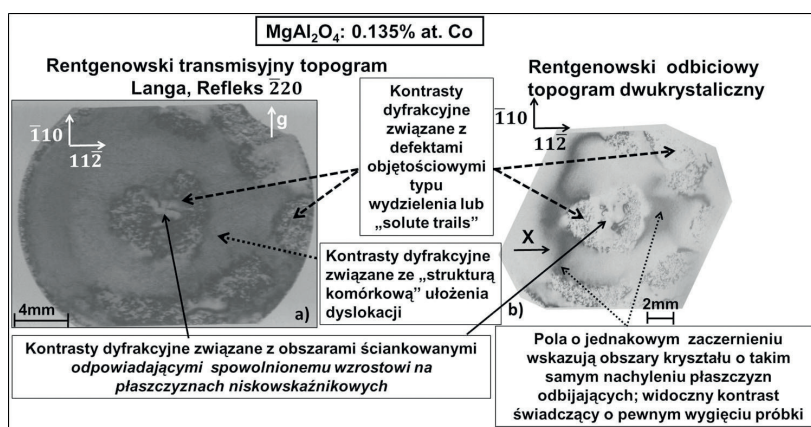 MgAl₂O₄: 0.135% at. Co
Rentgenowski transmisyjny topogram
Langa, Refleks 2̅20
Kontrasty
dyfrakcyjne
związane z
defektami
objętościowymi
typu
wydzielenia lub
„solute trails”
Rentgenowski odbiciowy
topogram dwukrystaliczny
1̅10
112̅
g
1̅10
112̅
X
Kontrasty dyfrakcyjne
związane ze „strukturą
komórkową” ułożenia
dyslokacji
4mm
a)
b)
2mm
Kontrasty dyfrakcyjne związane z obszarami ściankowanymi
odpowiadającymi spowolnionemu wzrostowi na
płaszczyznach niskowskaźnikowych
Pola o jednakowym zaczernieniu
wskazują obszary kryształu o takim
samym nachyleniu płaszczyzn
odbijających; widoczny kontrast
świadczący o pewnym wygięciu próbki